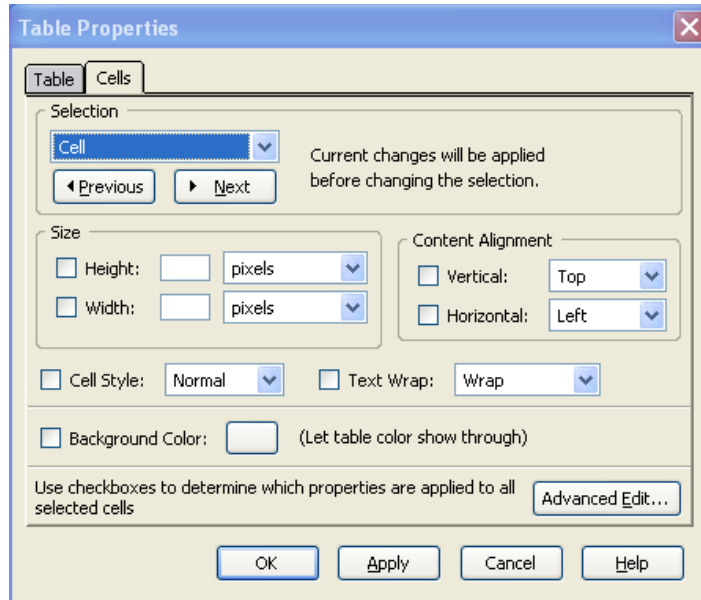 Table Properties
Table Cells
Selection
Cell
Current changes will be applied
before changing the selection.
Previous Next
Size
Height: pixels
Width: pixels
Content Alignment
Vertical: Top
Horizontal: Left
Cell Style: Normal Text Wrap: Wrap
Background Color: (Let table color show through)
Use checkboxes to determine which properties are applied to all
selected cells
Advanced Edit...
OK Apply Cancel Help